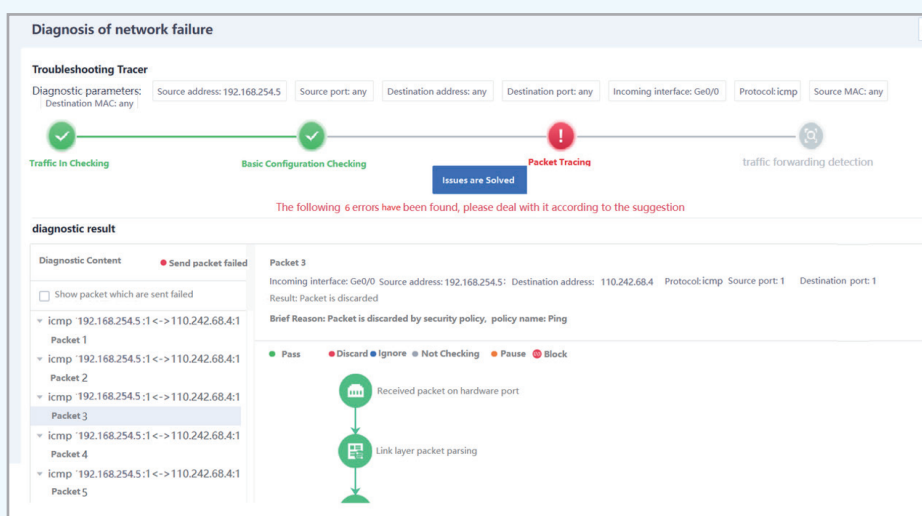 Diagnosis of network failure
Troubleshooting Tracer
Diagnostic parameters: Source address: 192.168.254.5 Source port: any Destination address: any Destination port: any Incoming interface: Ge0/0 Protocol:icmp Source MAC: any
Destination MAC: any
Traffic In Checking Basic Configuration Checking Packet Tracing traffic forwarding detection
Issues are Solved
The following 6 errors have been found, please deal with it according to the suggestion
diagnostic result
Diagnostic Content Send packet failed
Show packet which are sent failed
icmp '192.168.254.5 :1<->110.242.68.4:1
Packet 1
icmp '192.168.254.5 :1<->110.242.68.4:1
Packet 2
icmp '192.168.254.5 :1<->110.242.68.4:1
Packet 3
icmp '192.168.254.5 :1<->110.242.68.4:1
Packet 4
icmp '192.168.254.5 :1<->110.242.68.4:1
Packet 5
Packet 3
Incoming interface: Ge0/0 Source address: 192.168.254.5: Destination address: 110.242.68.4 Protocol:icmp Source port: 1 Destination port: 1
Result: Packet is discarded
Brief Reason: Packet is discarded by security policy, policy name: Ping
Pass Discard Ignore Not Checking Pause Block
Received packet on hardware port
Link layer packet parsing